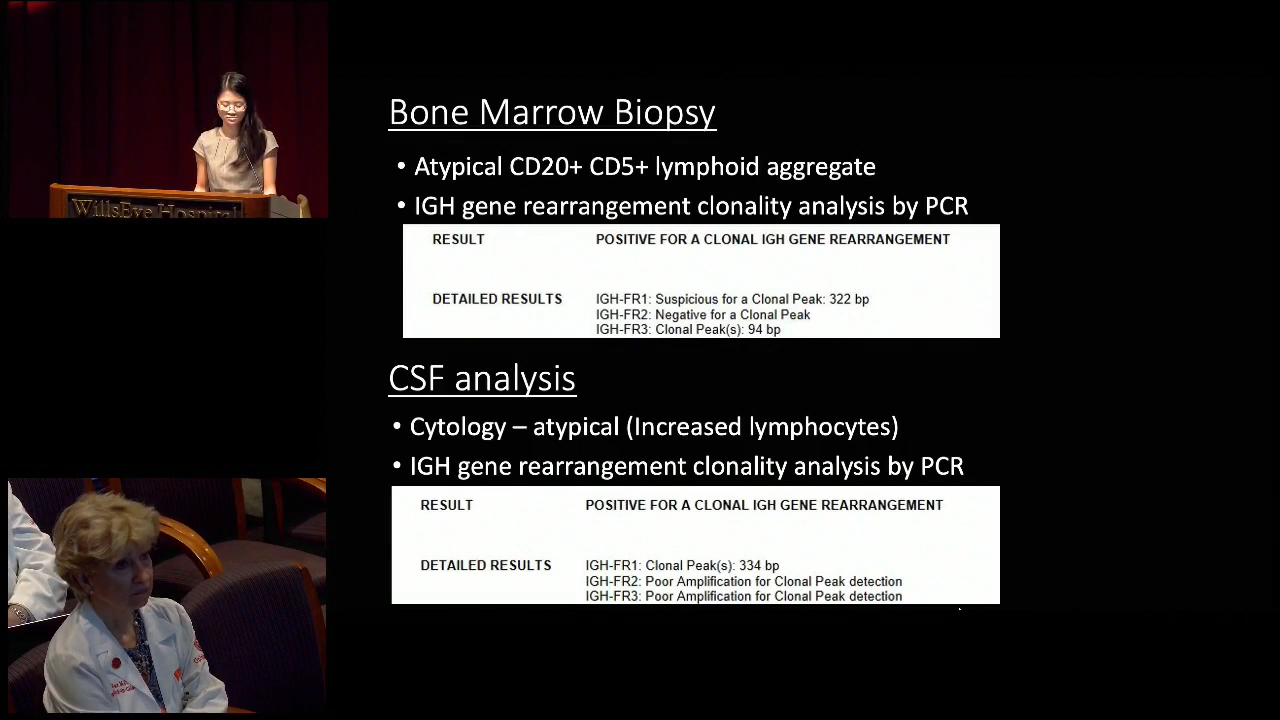 WillsEye Hospital
Bone Marrow Biopsy
• Atypical CD20+ CD5+ lymphoid aggregate
• IGH gene rearrangement clonality analysis by PCR
RESULT POSITIVE FOR A CLONAL IGH GENE REARRANGEMENT
DETAILED RESULTS IGH-FR1: Suspicious for a Clonal Peak: 322 bp
IGH-FR2: Negative for a Clonal Peak
IGH-FR3: Clonal Peak(s): 94 bp
CSF analysis
• Cytology – atypical (Increased lymphocytes)
• IGH gene rearrangement clonality analysis by PCR
RESULT POSITIVE FOR A CLONAL IGH GENE REARRANGEMENT
DETAILED RESULTS IGH-FR1: Clonal Peak(s): 334 bp
IGH-FR2: Poor Amplification for Clonal Peak detection
IGH-FR3: Poor Amplification for Clonal Peak detection